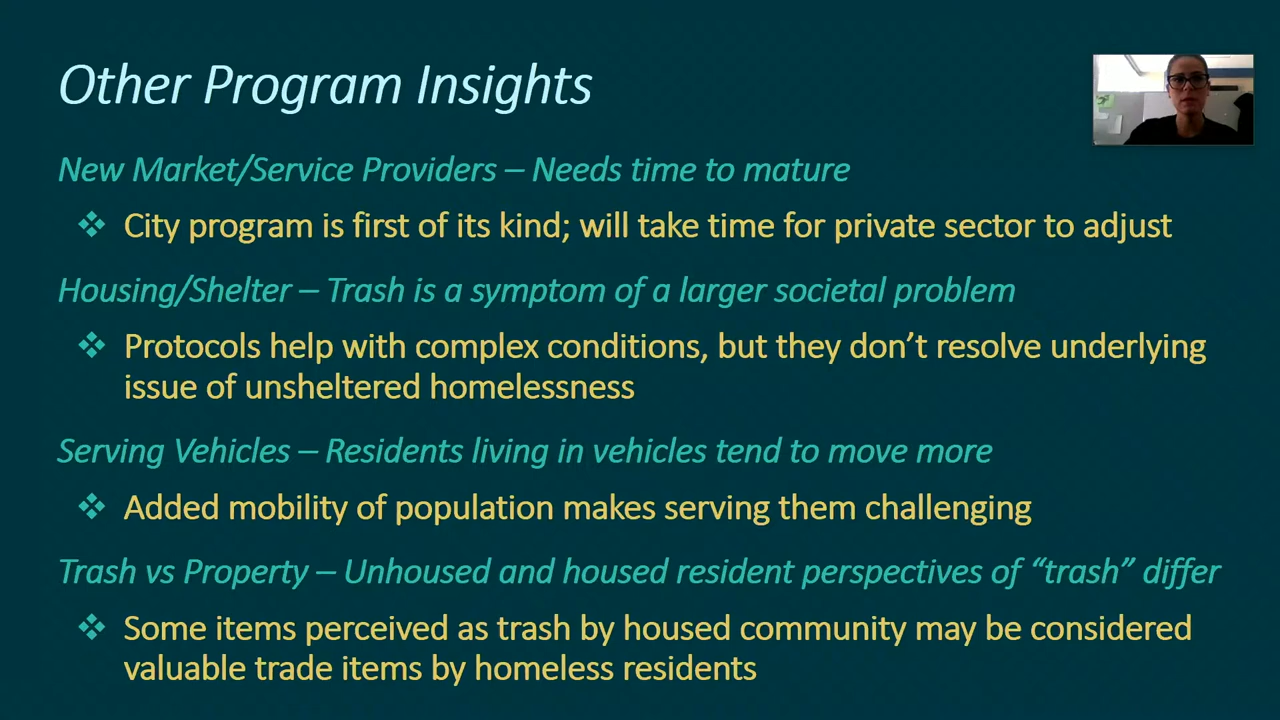 Other Program Insights
New Market/Service Providers – Needs time to mature
❖ City program is first of its kind; will take time for private sector to adjust
Housing/Shelter – Trash is a symptom of a larger societal problem
❖ Protocols help with complex conditions, but they don’t resolve underlying
issue of unsheltered homelessness
Serving Vehicles – Residents living in vehicles tend to move more
❖ Added mobility of population makes serving them challenging
Trash vs Property – Unhoused and housed resident perspectives of “trash” differ
❖ Some items perceived as trash by housed community may be considered
valuable trade items by homeless residents